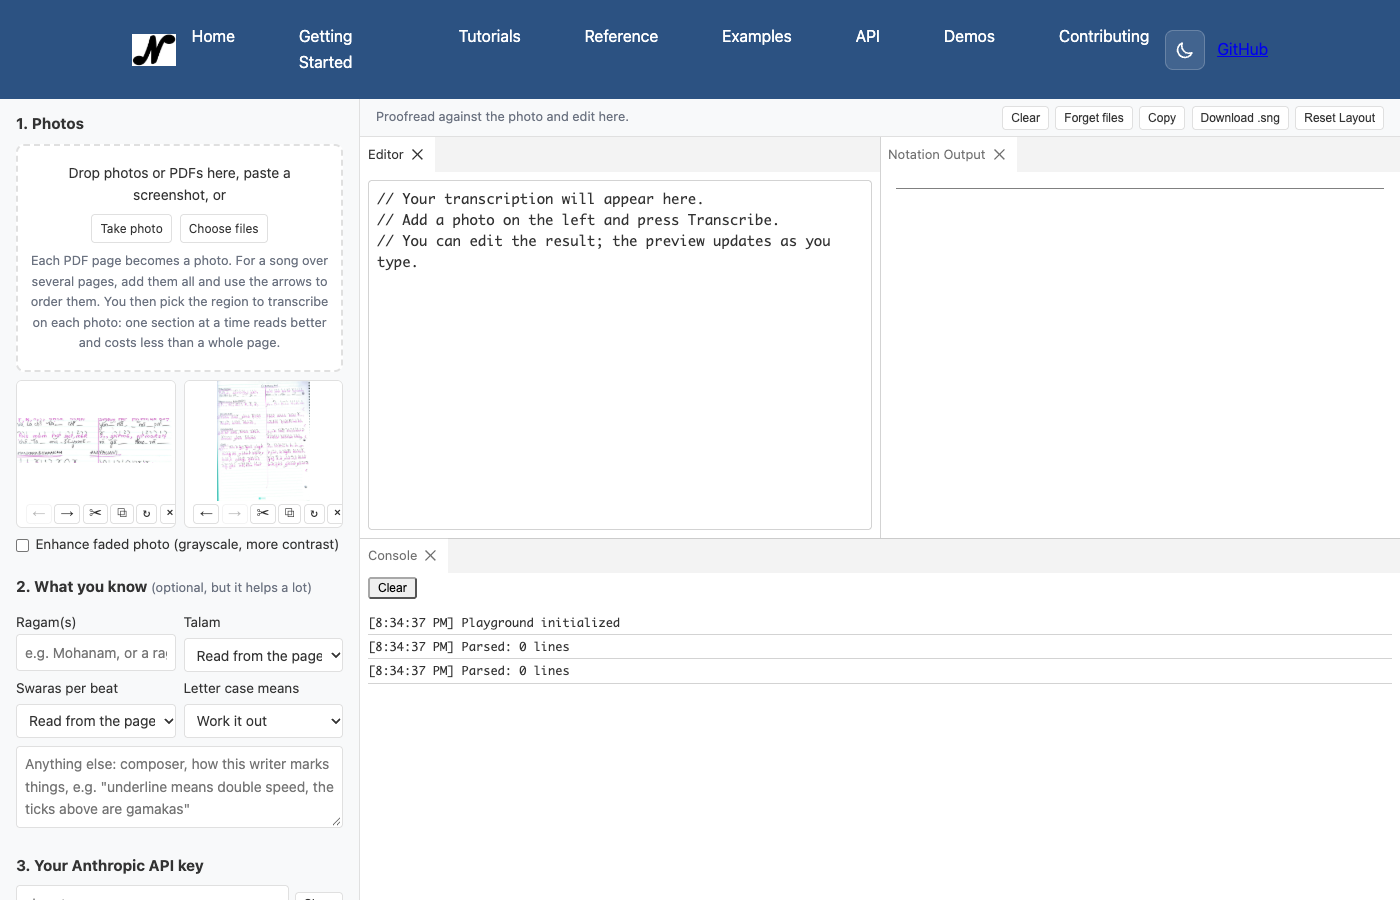 N
Home
Getting Started
Tutorials
Reference
Examples
API
Demos
Contributing
GitHub
1. Photos
Drop photos or PDFs here, paste a
screenshot, or
Take photo
Choose files
Each PDF page becomes a photo. For a song over
several pages, add them all and use the arrows to
order them. You then pick the region to transcribe
on each photo: one section at a time reads better
and costs less than a whole page.
Enhance faded photo (grayscale, more contrast)
2. What you know (optional, but it helps a lot)
Ragam(s)
Talam
e.g. Mohanam, or a
Read from the page
Swaras per beat
Letter case means
Read from the page
Work it out
Anything else: composer, how this writer marks
things, e.g. "underline means double speed, the
ticks above are gamakas"
3. Your Anthropic API key
Proofread against the photo and edit here.
Clear
Forget files
Copy
Download .sng
Reset Layout
Editor
// Your transcription will appear here.
// Add a photo on the left and press Transcribe.
// You can edit the result; the preview updates as you
type.
Notation Output
Console
Clear
[8:34:37 PM] Playground initialized
[8:34:37 PM] Parsed: 0 lines
[8:34:37 PM] Parsed: 0 lines